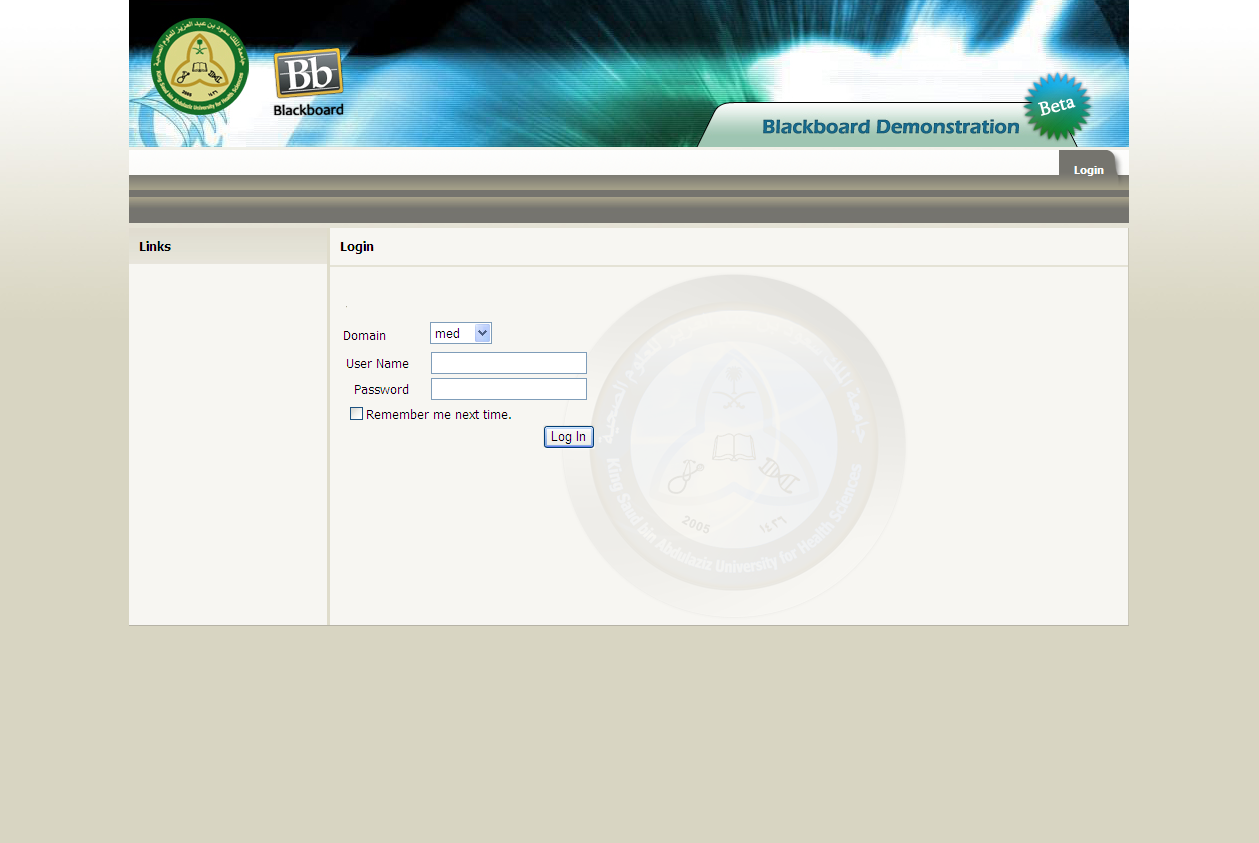 جامعة الملك سعود بن عبد العزيز للعلوم الصحية
King Saud bin Abdulaziz University for Health Sciences
2005 ١٤٢٦
Bb
Blackboard
Beta
Blackboard Demonstration
Login
Links
Login
Domain
med
User Name
Password
Remember me next time.
Log In
جامعة الملك سعود بن عبد العزيز للعلوم الصحية
King Saud bin Abdulaziz University for Health Sciences
2005 ١٤٢٦